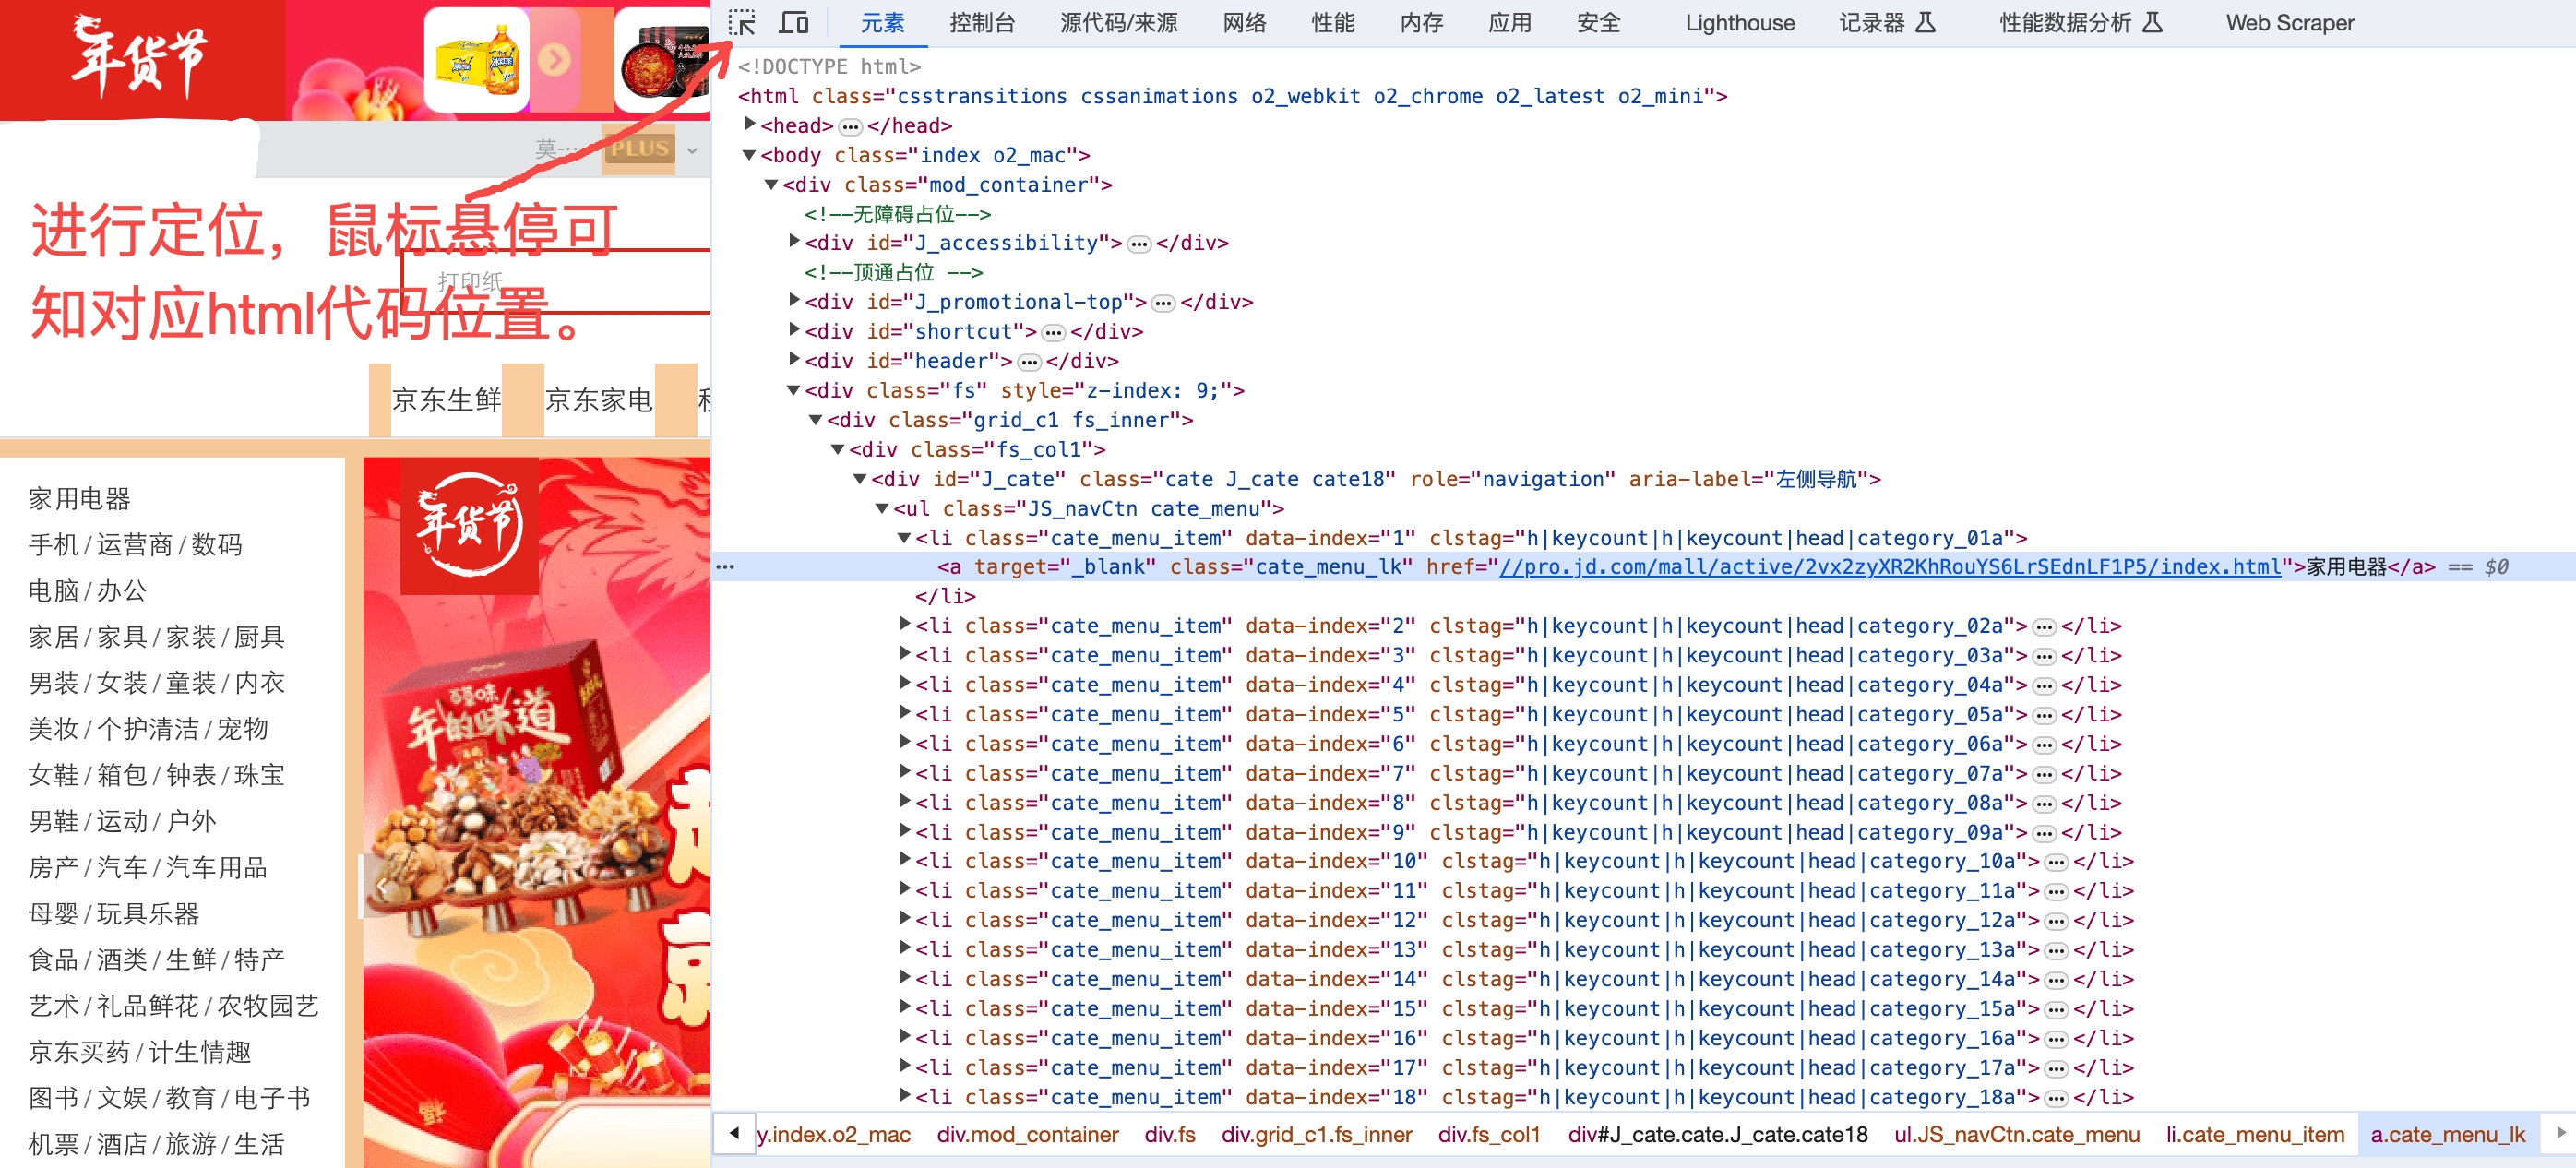 年货节
莫-··· PLUS
进行定位，鼠标悬停可
知对应html代码位置。
打印纸
京东生鲜 京东家电
家用电器
手机 / 运营商 / 数码
电脑 / 办公
家居 / 家具 / 家装 / 厨具
男装 / 女装 / 童装 / 内衣
美妆 / 个护清洁 / 宠物
女鞋 / 箱包 / 钟表 / 珠宝
男鞋 / 运动 / 户外
房产 / 汽车 / 汽车用品
母婴 / 玩具乐器
食品 / 酒类 / 生鲜 / 特产
艺术 / 礼品鲜花 / 农牧园艺
京东买药 / 计生情趣
图书 / 文娱 / 教育 / 电子书
机票 / 酒店 / 旅游 / 生活
年货节
百草味
年的味道
福
元素 控制台 源代码/来源 网络 性能 内存 应用 安全 Lighthouse 记录器 性能数据分析 Web Scraper
<!DOCTYPE html>
<html class="csstransitions cssanimations o2_webkit o2_chrome o2_latest o2_mini">
<head>…</head>
<body class="index o2_mac">
<div class="mod_container">
<!--无障碍占位-->
<div id="J_accessibility">…</div>
<!--顶通占位 -->
<div id="J_promotional-top">…</div>
<div id="shortcut">…</div>
<div id="header">…</div>
<div class="fs" style="z-index: 9;">
<div class="grid_c1 fs_inner">
<div class="fs_col1">
<div id="J_cate" class="cate J_cate cate18" role="navigation" aria-label="左侧导航">
<ul class="JS_navCtn cate_menu">
<li class="cate_menu_item" data-index="1" clstag="h|keycount|h|keycount|head|category_01a">
<a target="_blank" class="cate_menu_lk" href="//pro.jd.com/mall/active/2vx2zyXR2KhRouYS6LrSEdnLF1P5/index.html">家用电器</a> == $0
</li>
<li class="cate_menu_item" data-index="2" clstag="h|keycount|h|keycount|head|category_02a">…</li>
<li class="cate_menu_item" data-index="3" clstag="h|keycount|h|keycount|head|category_03a">…</li>
<li class="cate_menu_item" data-index="4" clstag="h|keycount|h|keycount|head|category_04a">…</li>
<li class="cate_menu_item" data-index="5" clstag="h|keycount|h|keycount|head|category_05a">…</li>
<li class="cate_menu_item" data-index="6" clstag="h|keycount|h|keycount|head|category_06a">…</li>
<li class="cate_menu_item" data-index="7" clstag="h|keycount|h|keycount|head|category_07a">…</li>
<li class="cate_menu_item" data-index="8" clstag="h|keycount|h|keycount|head|category_08a">…</li>
<li class="cate_menu_item" data-index="9" clstag="h|keycount|h|keycount|head|category_09a">…</li>
<li class="cate_menu_item" data-index="10" clstag="h|keycount|h|keycount|head|category_10a">…</li>
<li class="cate_menu_item" data-index="11" clstag="h|keycount|h|keycount|head|category_11a">…</li>
<li class="cate_menu_item" data-index="12" clstag="h|keycount|h|keycount|head|category_12a">…</li>
<li class="cate_menu_item" data-index="13" clstag="h|keycount|h|keycount|head|category_13a">…</li>
<li class="cate_menu_item" data-index="14" clstag="h|keycount|h|keycount|head|category_14a">…</li>
<li class="cate_menu_item" data-index="15" clstag="h|keycount|h|keycount|head|category_15a">…</li>
<li class="cate_menu_item" data-index="16" clstag="h|keycount|h|keycount|head|category_16a">…</li>
<li class="cate_menu_item" data-index="17" clstag="h|keycount|h|keycount|head|category_17a">…</li>
<li class="cate_menu_item" data-index="18" clstag="h|keycount|h|keycount|head|category_18a">…</li>
y.index.o2_mac div.mod_container div.fs div.grid_c1.fs_inner div.fs_col1 div#J_cate.cate.J_cate.cate18 ul.JS_navCtn.cate_menu li.cate_menu_item a.cate_menu_lk